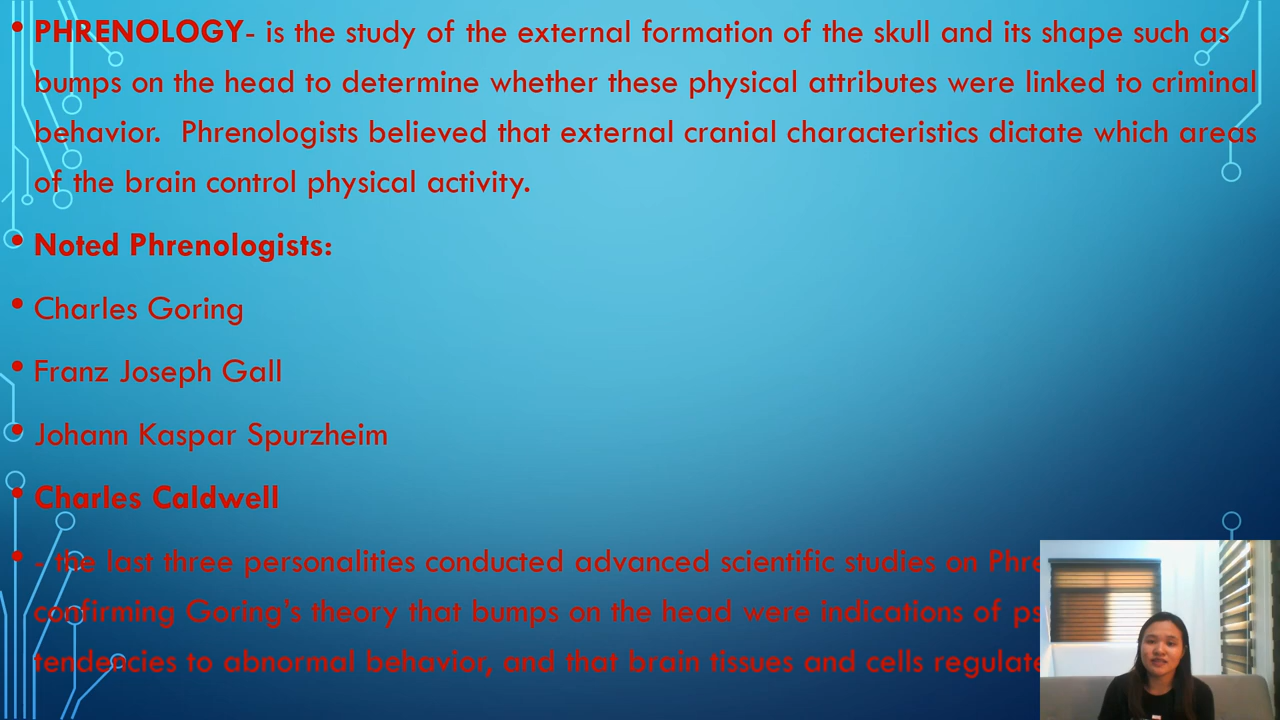 • PHRENOLOGY- is the study of the external formation of the skull and its shape such as
bumps on the head to determine whether these physical attributes were linked to criminal
behavior. Phrenologists believed that external cranial characteristics dictate which areas
of the brain control physical activity.
• Noted Phrenologists:
• Charles Goring
• Franz Joseph Gall
• Johann Kaspar Spurzheim
• Charles Caldwell
• - the last three personalities conducted advanced scientific studies on
confirming Goring's theory that bumps on the head were indications of
tendencies to abnormal behavior, and that brain tissues and cells